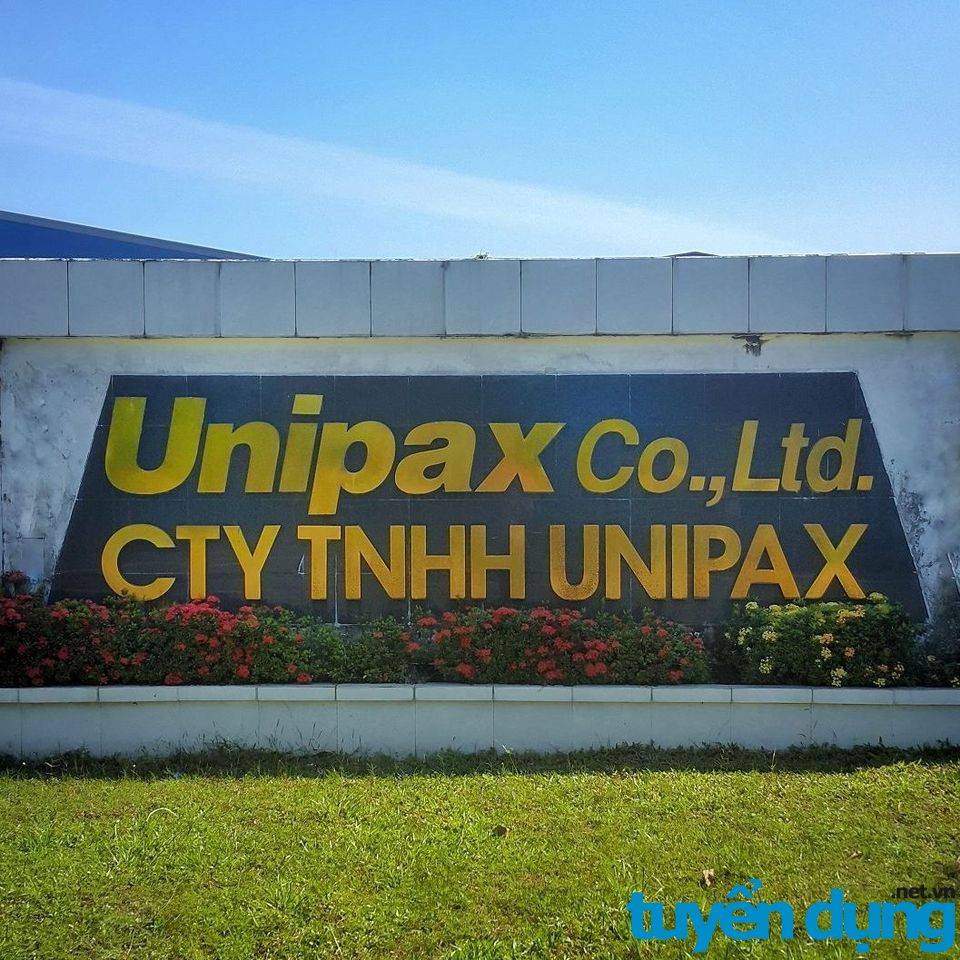 Unipax Co.,Ltd.
CTY TNHH UNIPAX
.net.vn
tuyển dụng